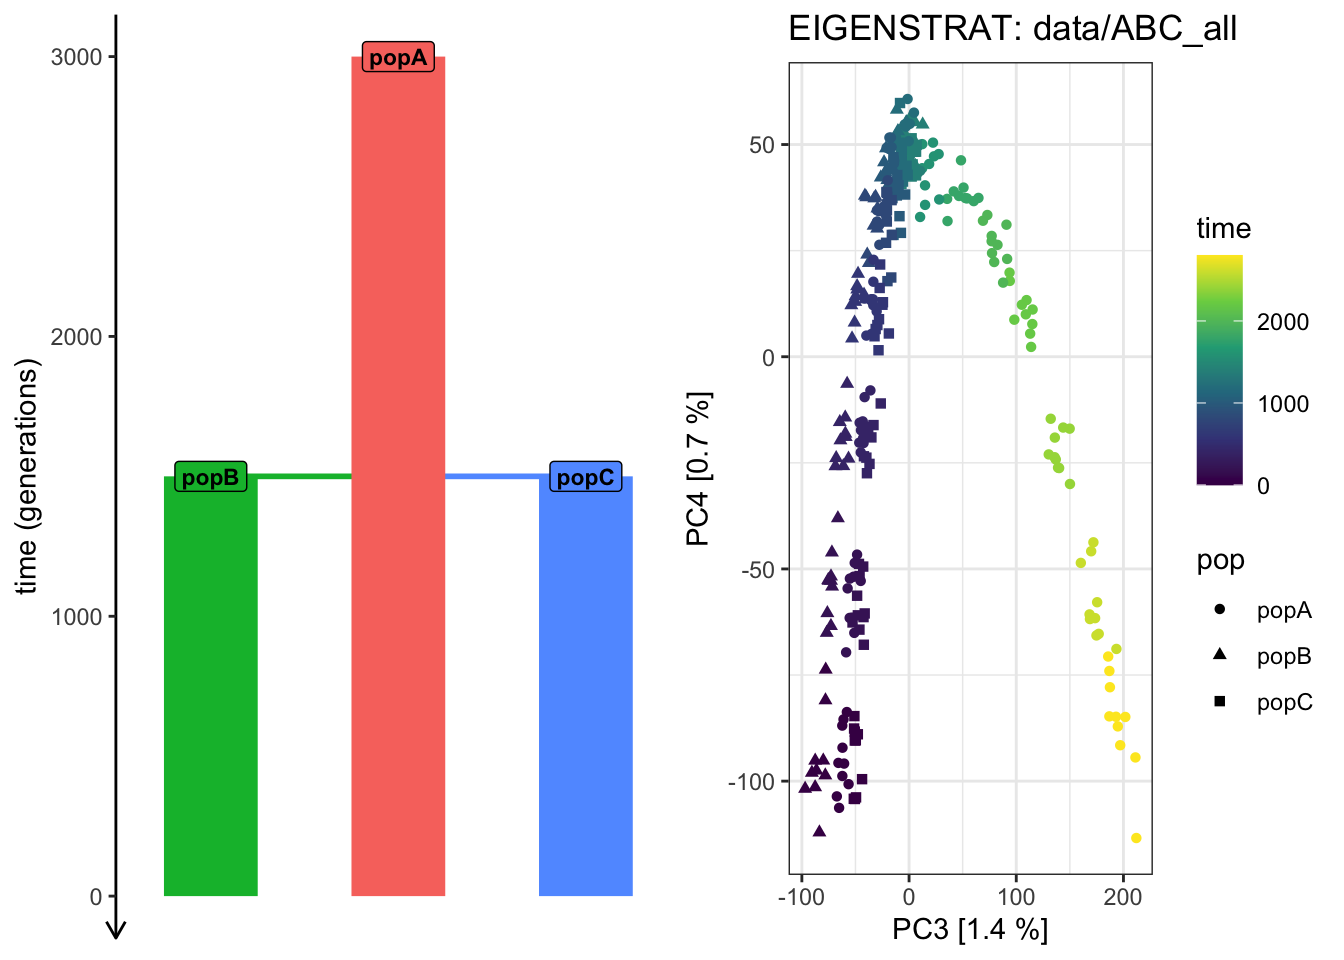 time (generations)
3000
2000
1000
0
popA
popB
popC
EIGENSTRAT: data/ABC_all
PC4 [0.7 %]
50
0
-50
-100
-100
0
100
200
PC3 [1.4 %]
time
2000
1000
0
pop
popA
popB
popC